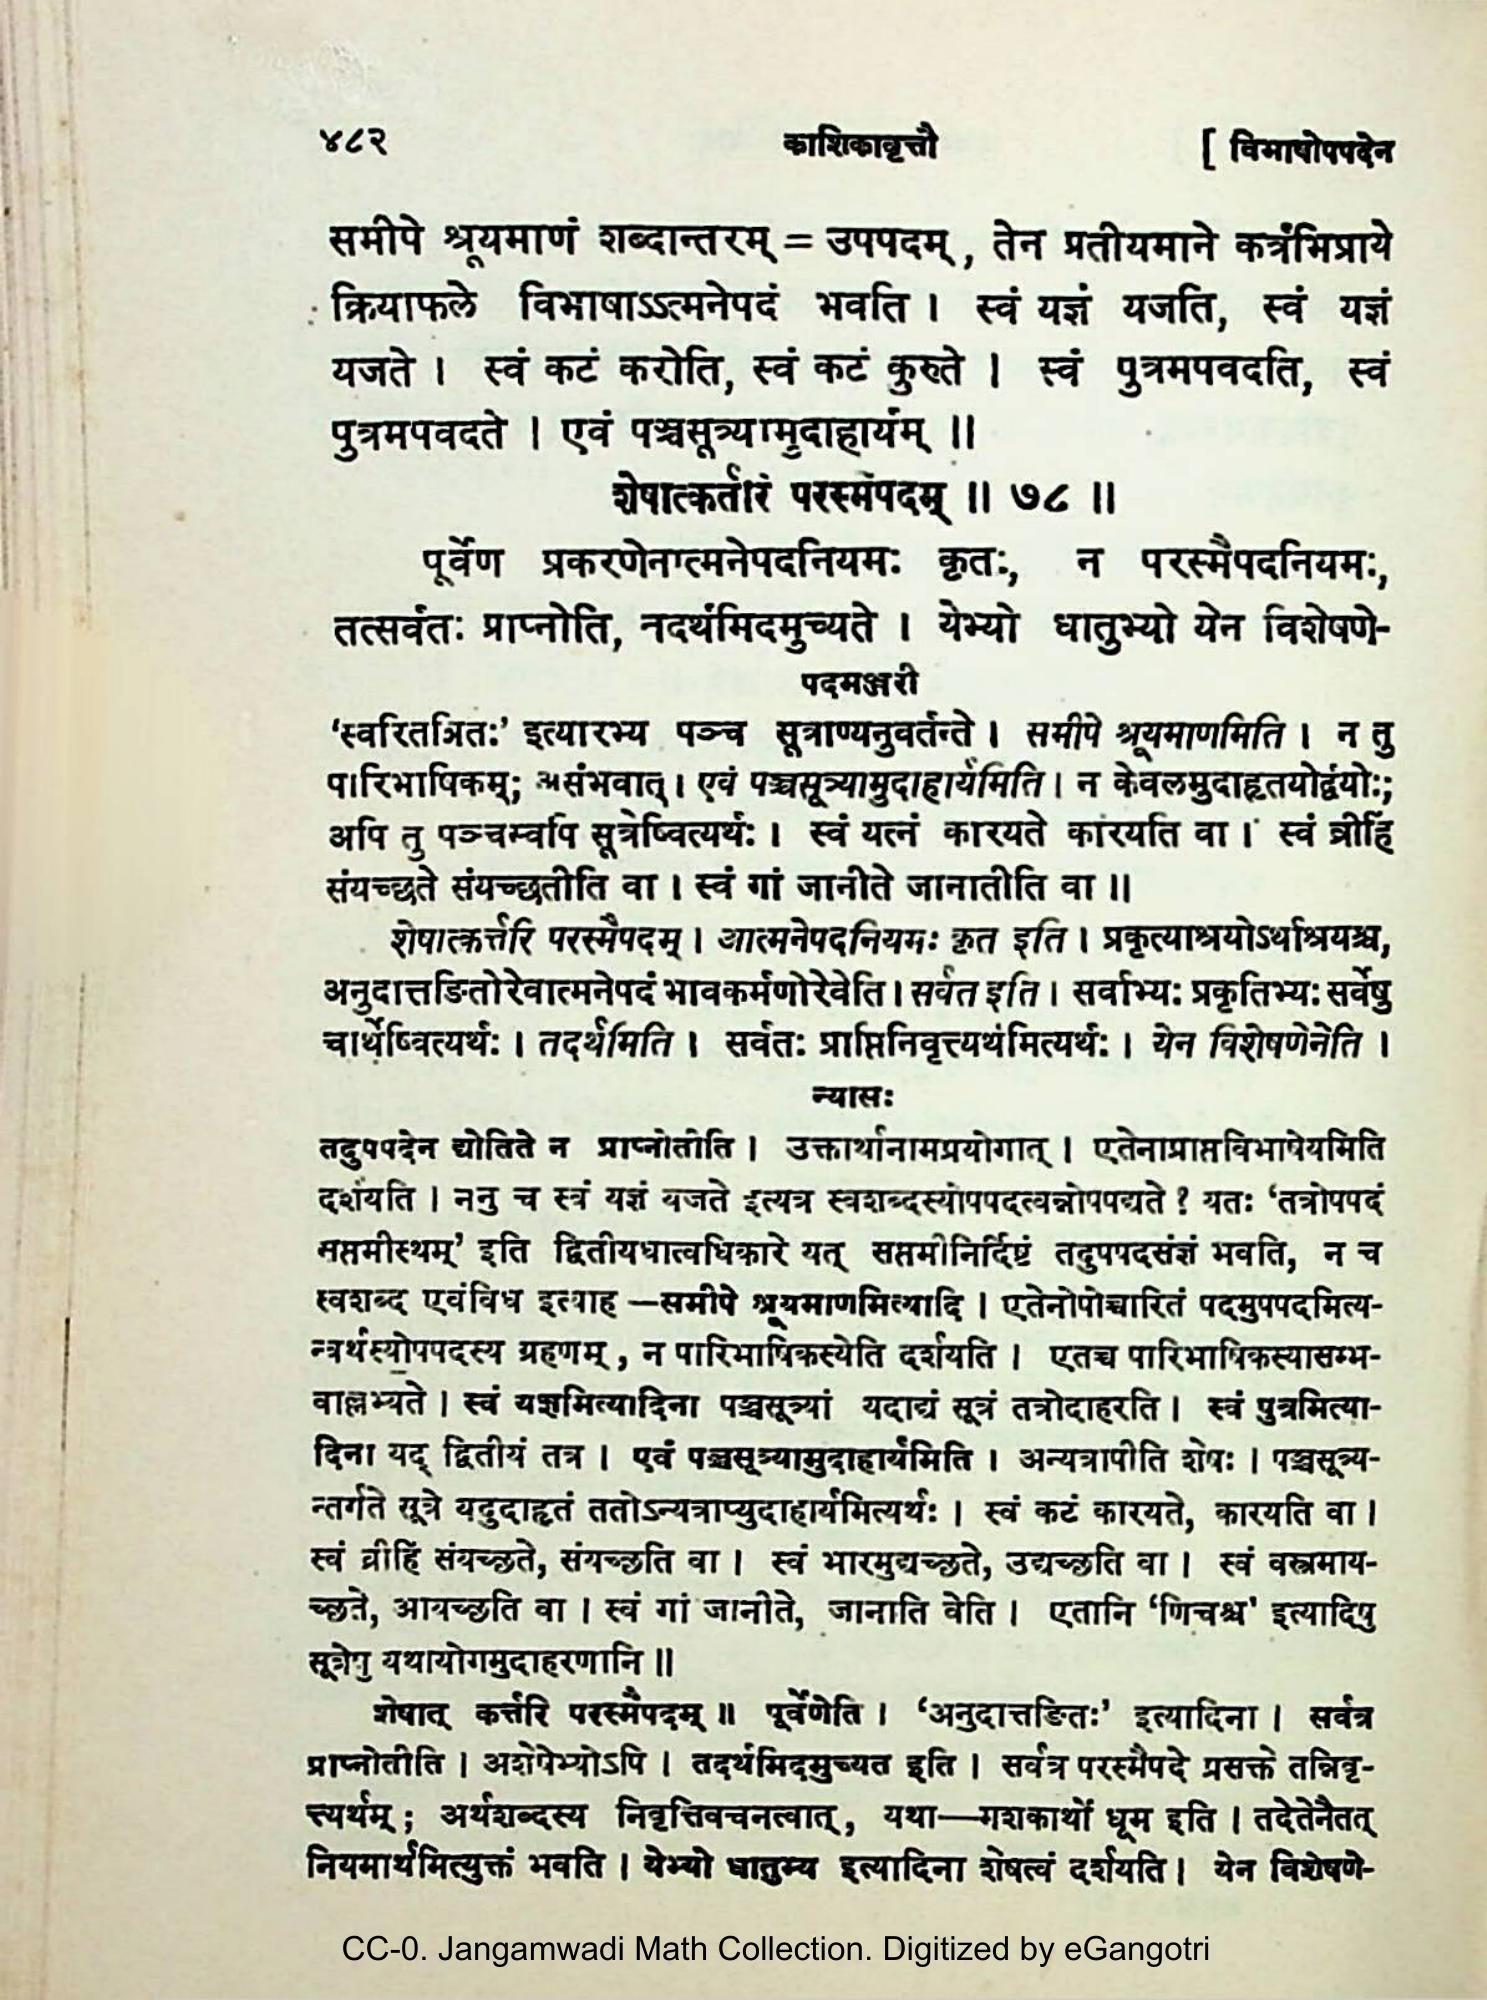 ४८२ काशिकावृत्तौ [ विभाषोपपदेन
समीपे श्रूयमाणं शब्दान्तरम् = उपपदम्, तेन प्रतीयमाने कर्त्रभिप्राये
क्रियाफले विभाषाऽऽत्मनेपदं भवति । स्वं यज्ञं यजति, स्वं यज्ञं
यजते । स्वं कटं करोति, स्वं कटं कुरुते । स्वं पुत्रमपवदति, स्वं
पुत्रमपवदते । एवं पञ्चसूत्र्यामुदाहार्यम् ॥
शेषात्कर्तरि परस्मैपदम् ॥ ७८ ॥
पूर्वेण प्रकरणेनात्मनेपदनियमः कृतः, न परस्मैपदनियमः,
तत्सर्वतः प्राप्नोति, तदर्थमिदमुच्यते । येभ्यो धातुभ्यो येन विशेषणे-
पदमञ्जरी
‘स्वरितञितः’ इत्यारभ्य पञ्च सूत्राण्यनुवर्तन्ते । समीपे श्रूयमाणमिति । न तु
पारिभाषिकम्; असंभवात् । एवं पञ्चसूत्र्यामुदाहार्यमिति । न केवलमुदाहृतयोर्द्वयोः;
अपि तु पञ्चस्वपि सूत्रेष्वित्यर्थः । स्वं यत्नं कारयते कारयति वा । स्वं व्रीहिं
संयच्छते संयच्छतीति वा । स्वं गां जानीते जानातीति वा ॥
शेषात्कर्त्तरि परस्मैपदम् । आत्मनेपदनियमः कृत इति । प्रकृत्याश्रयोऽर्थाश्रयश्च,
अनुदात्तङितोरेवात्मनेपदं भावकर्मणोरेवेति । सर्वत इति । सर्वाभ्यः प्रकृतिभ्यः सर्वेषु
चार्थेष्वित्यर्थः । तदर्थमिति । सर्वतः प्राप्तिनिवृत्त्यर्थमित्यर्थः । येन विशेषणेनेति ।
न्यासः
तदुपपदेन द्योतिते न प्राप्नोतीति । उक्तार्थानामप्रयोगात् । एतेनाप्राप्तविभाषेयमिति
दर्शयति । ननु च स्वं यज्ञं यजते इत्यत्र स्वशब्दस्योपपदत्वन्नोपपद्यते ? यतः ‘तत्रोपपदं
सप्तमीस्थम्’ इति द्वितीयधात्वधिकारे यत् सप्तमीनिर्दिष्टं तदुपपदसंज्ञं भवति, न च
स्वशब्द एवंविध इत्याह —समीपे श्रूयमाणमित्यादि । एतेनोपोच्चारितं पदमुपपदमित्य-
न्वर्थस्योपपदस्य ग्रहणम्, न पारिभाषिकस्येति दर्शयति । एतच्च पारिभाषिकस्यासम्भ-
वाल्लभ्यते । स्वं यज्ञमित्यादिना पञ्चसूत्र्यां यदाद्यं सूत्रं तत्रोदाहरति । स्वं पुत्रमित्या-
दिना यद् द्वितीयं तत्र । एवं पञ्चसूत्र्यामुदाहार्यमिति । अन्यत्रापीति शेषः । पञ्चसूत्र्य-
न्तर्गते सूत्रे यदुदाहृतं ततोऽन्यत्राप्युदाहार्यमित्यर्थः । स्वं कटं कारयते, कारयति वा ।
स्वं व्रीहिं संयच्छते, संयच्छति वा । स्वं भारमुद्यच्छते, उद्यच्छति वा । स्वं वस्त्रमाय-
च्छते, आयच्छति वा । स्वं गां जानीते, जानाति वेति । एतानि ‘णिचश्च’ इत्यादिषु
सूत्रेषु यथायोगमुदाहरणानि ॥
शेषात् कर्त्तरि परस्मैपदम् ॥ पूर्वेणेति । ‘अनुदात्तङितः’ इत्यादिना । सर्वत्र
प्राप्नोतीति । अशेषेभ्योऽपि । तदर्थमिदमुच्यत इति । सर्वत्र परस्मैपदे प्रसक्ते तन्निवृ-
त्त्यर्थम् ; अर्थशब्दस्य निवृत्तिवचनत्वात्, यथा—मशकार्थो धूम इति । तदेतेनैतत्
नियमार्थमित्युक्तं भवति । येभ्यो धातुभ्य इत्यादिना शेषत्वं दर्शयति । येन विशेषणे-
CC-0. Jangamwadi Math Collection. Digitized by eGangotri